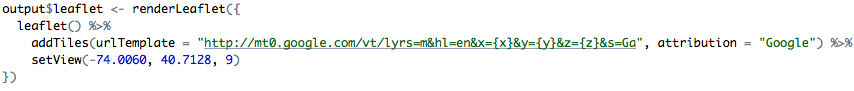 output$leaflet <- renderLeaflet({
  leaflet() %>%
    addTiles(urlTemplate = "http://mt0.google.com/vt/lyrs=m&hl=en&x={x}&y={y}&z={z}&s=Ga", attribution = "Google") %>%
    setView(-74.0060, 40.7128, 9)
})